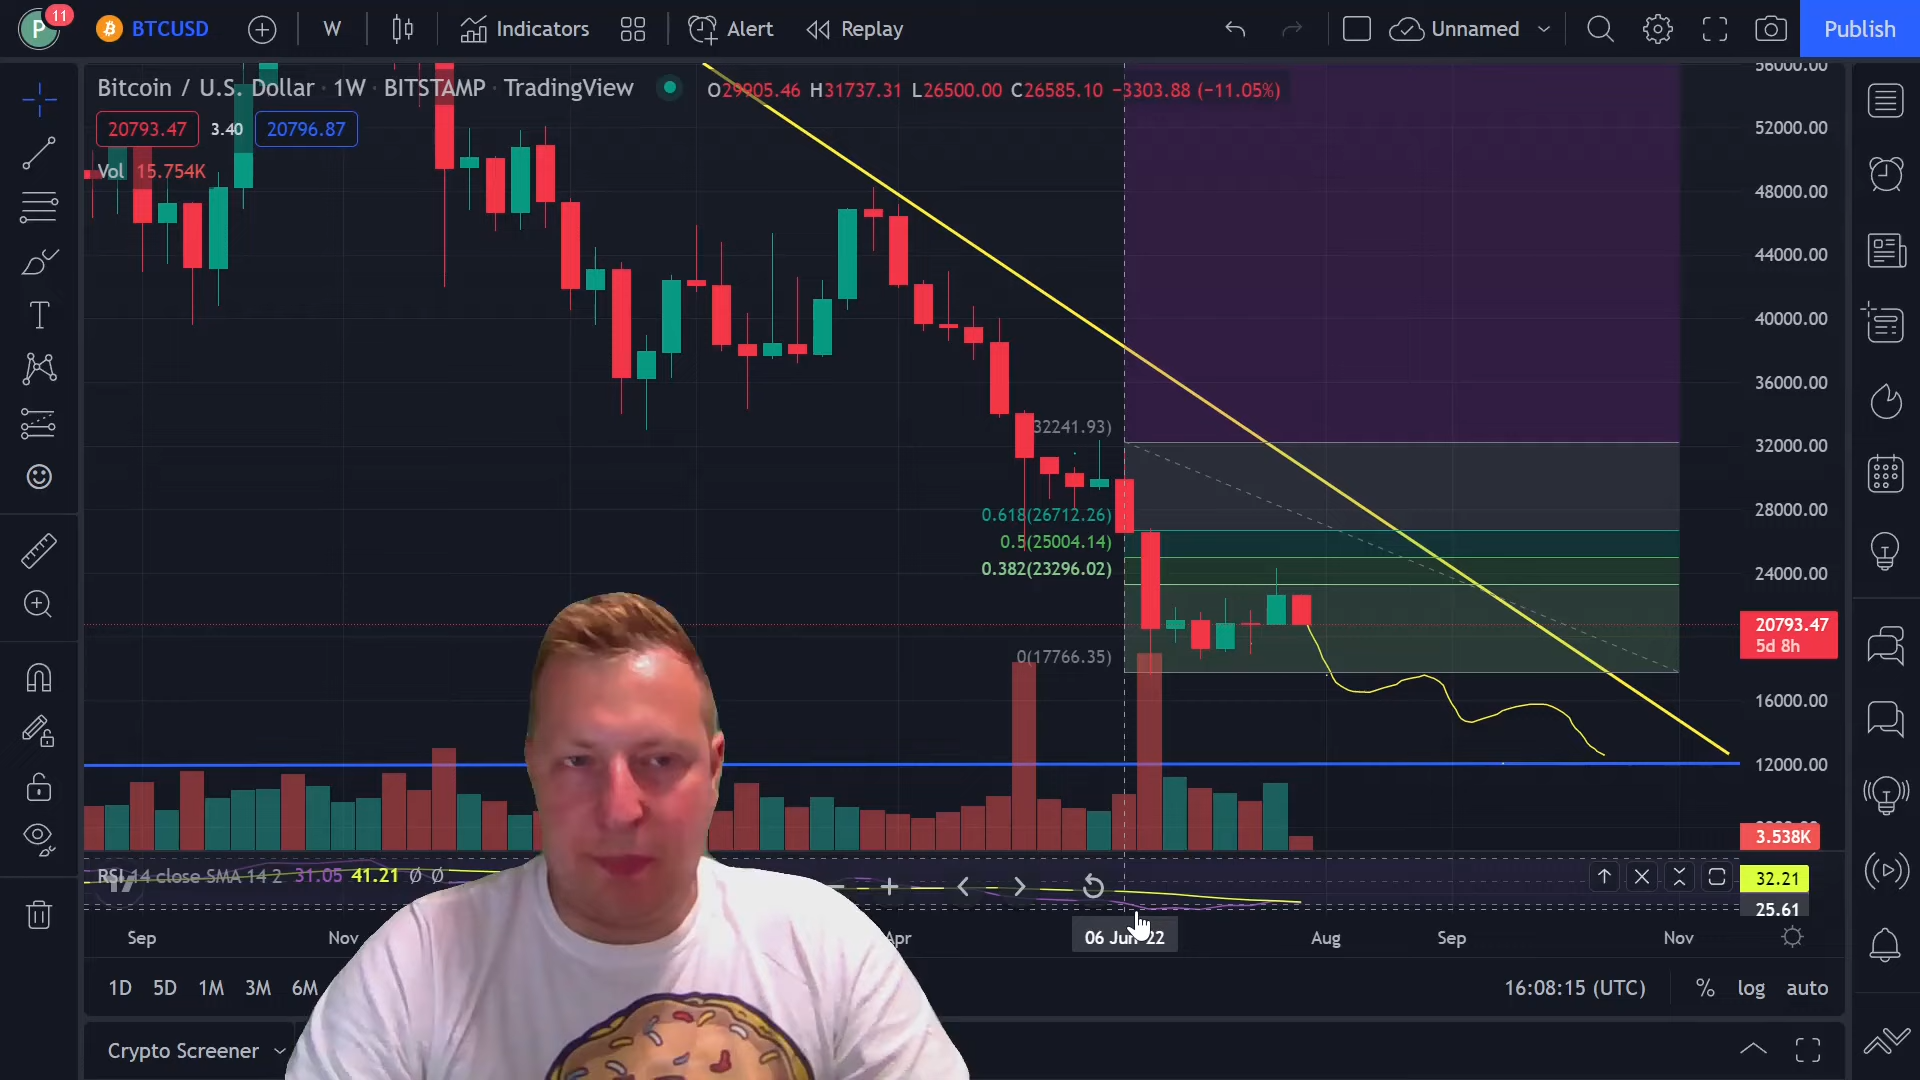 P 11 BTCUSD W Indicators Alert Replay Unnamed Publish
Bitcoin / U.S. Dollar · 1W · BITSTAMP · TradingView O29905.46 H31737.31 L26500.00 C26585.10 −3303.88 (−11.05%)
20793.47 3.40 20796.87
Vol 15.754K
56000.00
52000.00
48000.00
44000.00
40000.00
36000.00
32000.00
28000.00
24000.00
20793.47
5d 8h
16000.00
12000.00
3.538K
32241.93)
0.618(26712.26)
0.5(25004.14)
0.382(23296.02)
0(17766.35)
RSI 14 close SMA 14 2 31.05 41.21 Ø Ø
32.21
25.61
Sep Nov Apr 06 Jun '22 Aug Sep Nov
1D 5D 1M 3M 6M 16:08:15 (UTC) % log auto
Crypto Screener